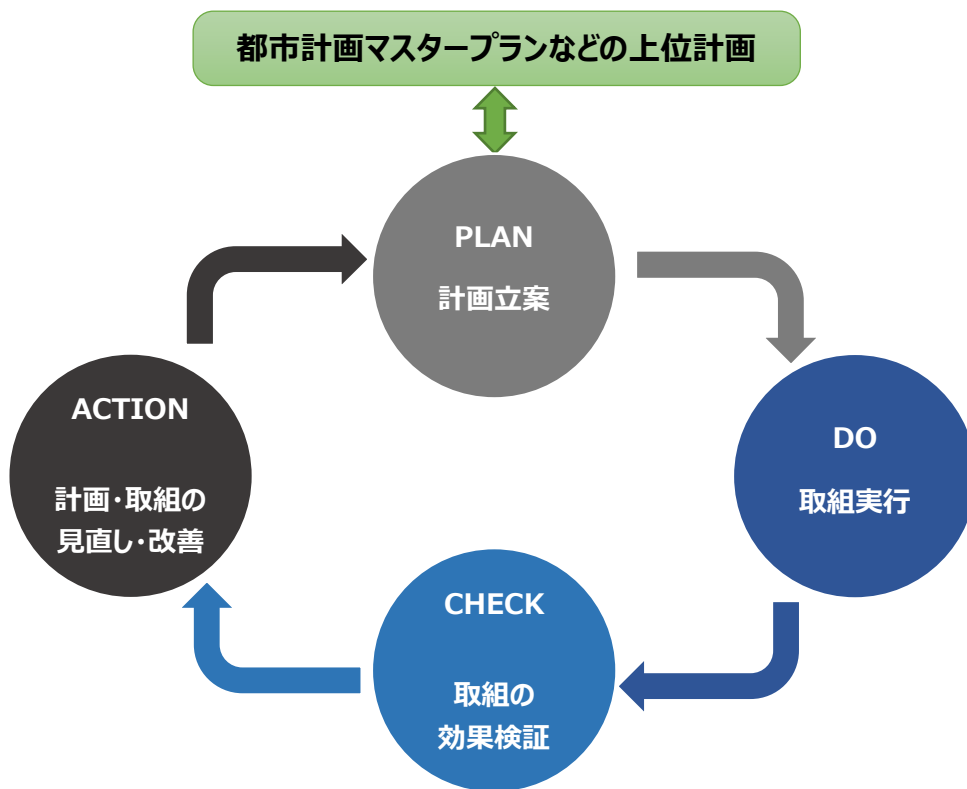 都市計画マスタープランなどの上位計画
PLAN
計画立案
DO
取組実行
CHECK
取組の
効果検証
ACTION
計画・取組の
見直し・改善